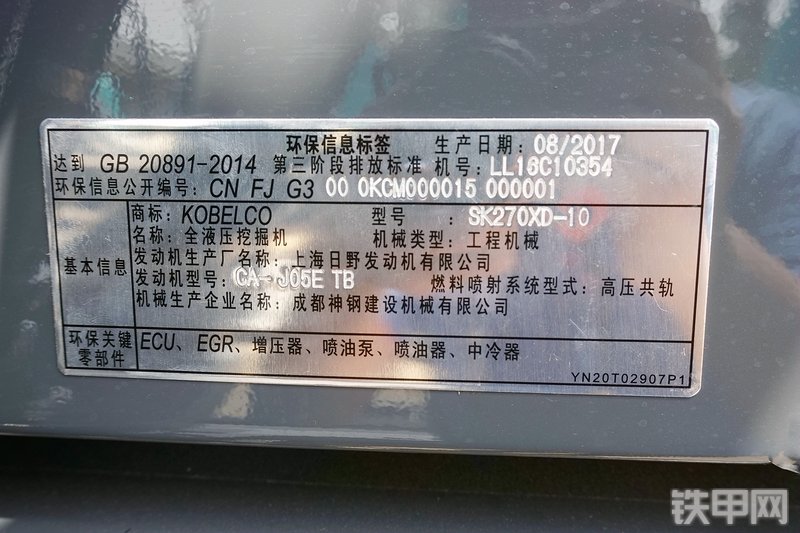 环保信息标签 生产日期: 08/2017
达到 GB 20891-2014 第三阶段排放标准 机号: LL16C10354
环保信息公开编号: CN FJ G3 00 0KCM000015 000001
基本信息
商标: KOBELCO 型号 : SK270XD-10
名称: 全液压挖掘机 机械类型: 工程机械
发动机生产厂名称: 上海日野发动机有限公司
发动机型号: CA- J05E TB 燃料喷射系统型式: 高压共轨
机械生产企业名称: 成都神钢建设机械有限公司
环保关键
零部件
ECU、EGR、增压器、喷油泵、喷油器、中冷器
YN20T02907P1
铁甲网